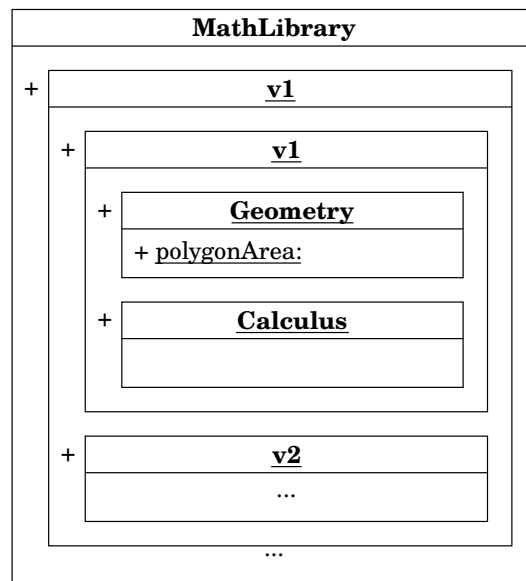 MathLibrary
+ v1
+ v1
+ Geometry
+ polygonArea:
+ Calculus
+ v2
...
...